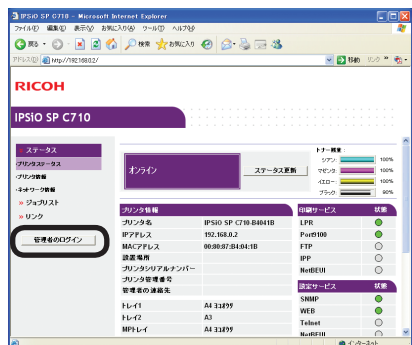 IPSiO SP C710 - Microsoft Internet Explorer
ファイル(F) 編集(E) 表示(V) お気に入り(A) ツール(T) ヘルプ(H)
戻る 検索 お気に入り
アドレス(D) http://192.168.0.2/ 移動 リンク
RICOH
IPSiO SP C710
ステータス
プリンタステータス
プリンタ情報
ネットワーク情報
» ジョブリスト
» リンク
管理者のログイン
オンライン
ステータス更新
トナー残量:
シアン: 100%
マゼンタ: 100%
イエロー: 100%
ブラック: 90%
プリンタ情報
プリンタ名 IPSiO SP C710-B4041B
IPアドレス 192.168.0.2
MACアドレス 00:80:87:B4:04:1B
設置場所
プリンタシリアルナンバー
プリンタ管理番号
管理者の連絡先
トレイ1 A4 ヨコオクリ
トレイ2 A3
MPトレイ A4 ヨコオクリ
印刷サービス 状態
LPR
Port9100
FTP
IPP
NetBEUI
設定サービス 状態
SNMP
WEB
Telnet
NetBEUI
インターネット